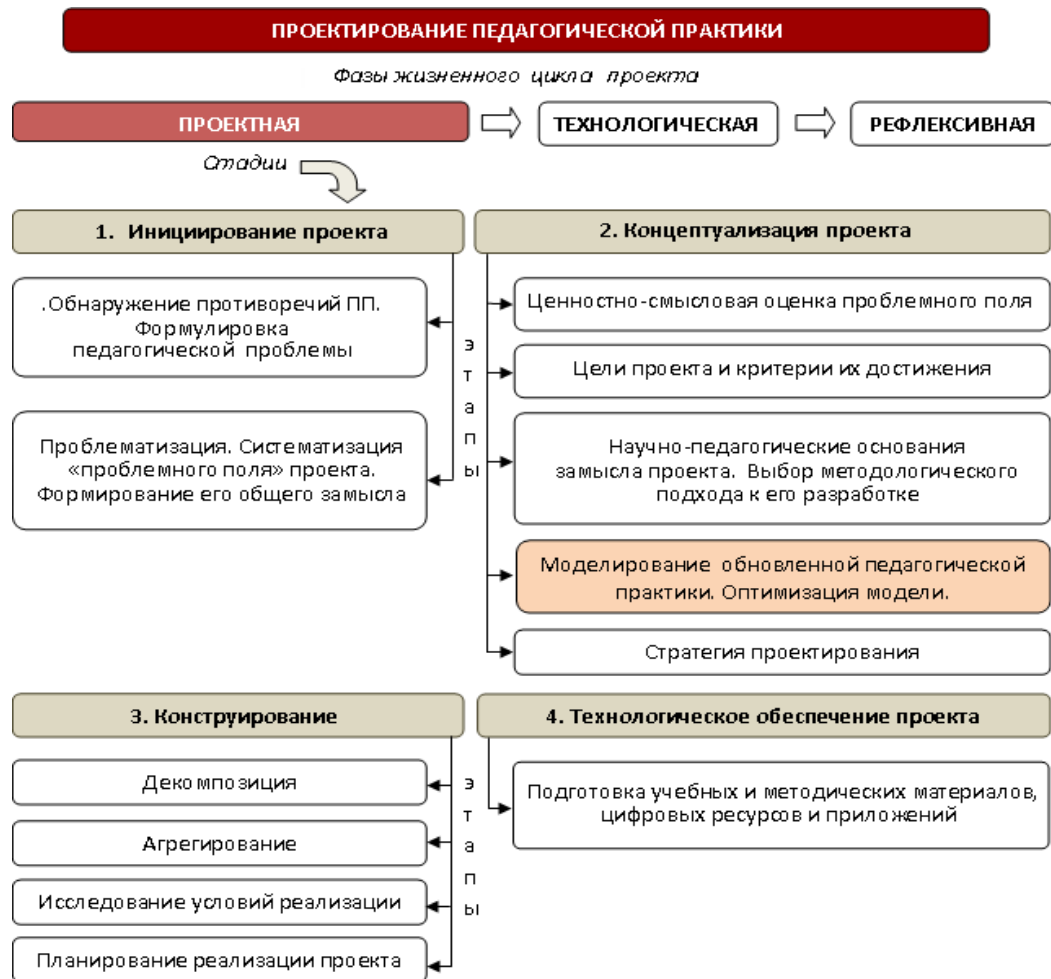 ПРОЕКТИРОВАНИЕ ПЕДАГОГИЧЕСКОЙ ПРАКТИКИ
Фазы жизненного цикла проекта
ПРОЕКТНАЯ
ТЕХНОЛОГИЧЕСКАЯ
РЕФЛЕКСИВНАЯ
Стадии
1. Инициирование проекта
.Обнаружение противоречий ПП.
Формулировка
педагогической проблемы
Проблематизация. Систематизация
«проблемного поля» проекта.
Формирование его общего замысла
этапы
2. Концептуализация проекта
Ценностно-смысловая оценка проблемного поля
Цели проекта и критерии их достижения
Научно-педагогические основания
замысла проекта. Выбор методологического
подхода к его разработке
Моделирование обновленной педагогической
практики. Оптимизация модели.
Стратегия проектирования
3. Конструирование
Декомпозиция
Агрегирование
Исследование условий реализации
Планирование реализации проекта
этапы
4. Технологическое обеспечение проекта
Подготовка учебных и методических материалов,
цифровых ресурсов и приложений